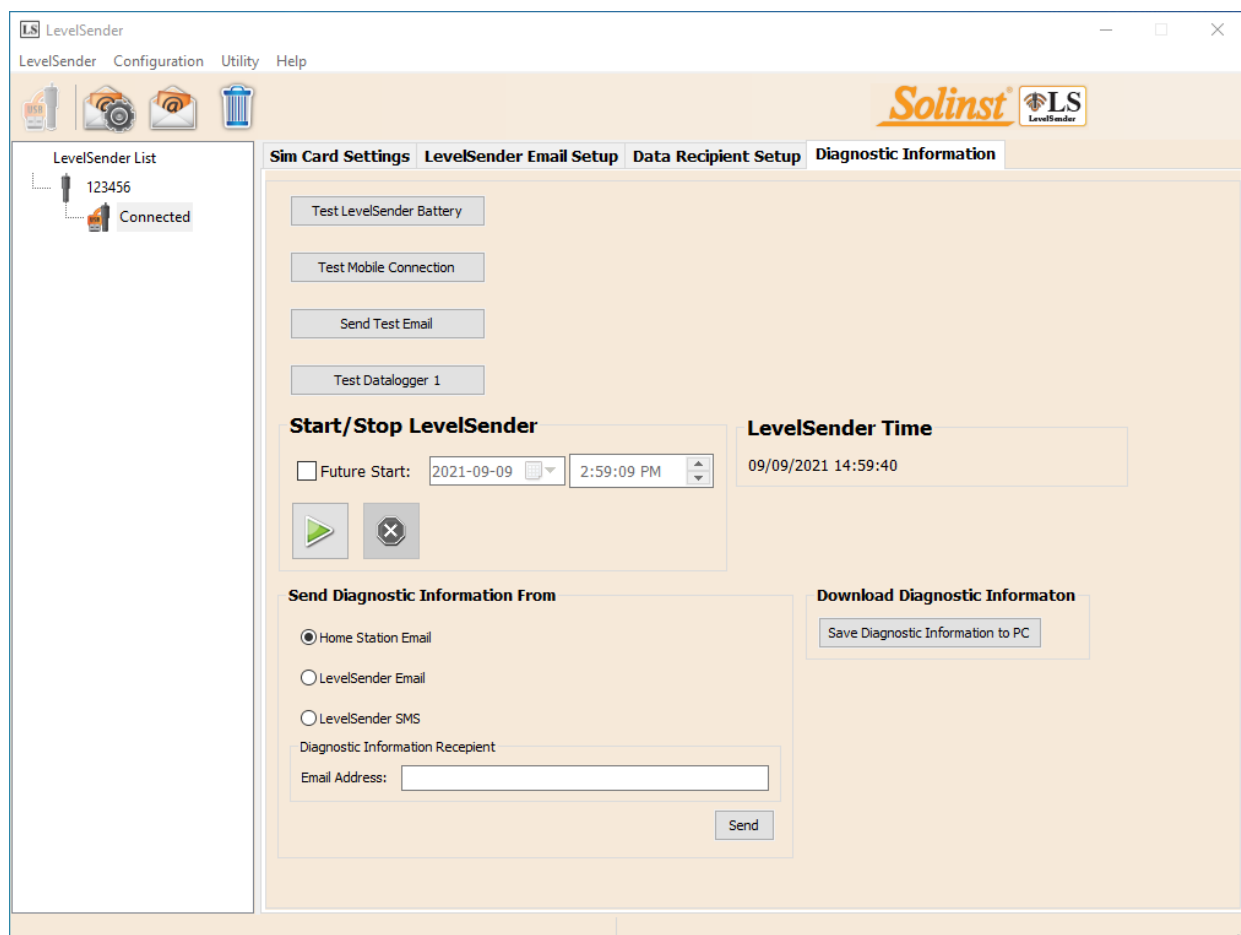 LS LevelSender
LevelSender Configuration Utility Help
USB @ Solinst® LS
LevelSender
LevelSender List
123456
USB Connected
Sim Card Settings LevelSender Email Setup Data Recipient Setup Diagnostic Information
Test LevelSender Battery
Test Mobile Connection
Send Test Email
Test Datalogger 1
Start/Stop LevelSender
Future Start: 2021-09-09 2:59:09 PM
LevelSender Time
09/09/2021 14:59:40
Send Diagnostic Information From
Home Station Email
LevelSender Email
LevelSender SMS
Diagnostic Information Recepient
Email Address:
Send
Download Diagnostic Informaton
Save Diagnostic Information to PC